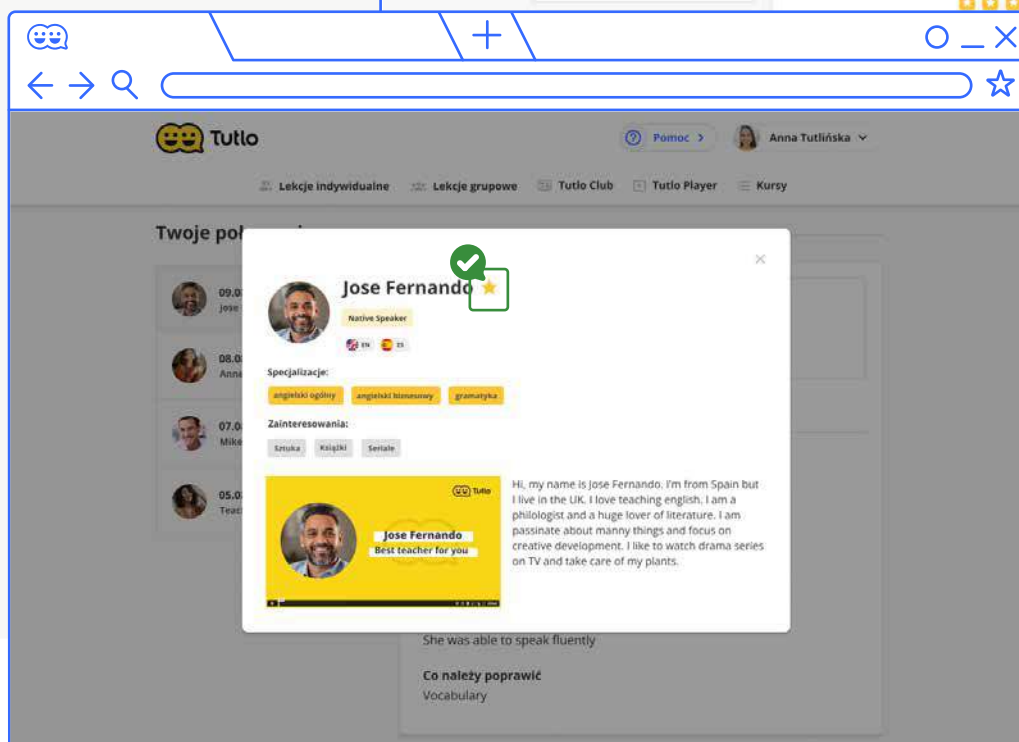 Tutlo
Pomoc
Anna Tutlińska
Lekcje indywidualne
Lekcje grupowe
Tutlo Club
Tutlo Player
Kursy
Twoje poł
09.0
jose
08.0
Anna
07.0
Mike
05.0
Teac
Jose Fernando
Native Speaker
EN
ES
Specjalizacje:
angielski ogólny
angielski biznesowy
gramatyka
Zainteresowania:
Sztuka
Książki
Seriale
Tutlo
Jose Fernando
Best teacher for you
Hi, my name is Jose Fernando. I'm from Spain but
I live in the UK. I love teaching english. I am a
philologist and a huge lover of literature. I am
passinate about manny things and focus on
creative development. I like to watch drama series
on TV and take care of my plants.
She was able to speak fluently
Co należy poprawić
Vocabulary